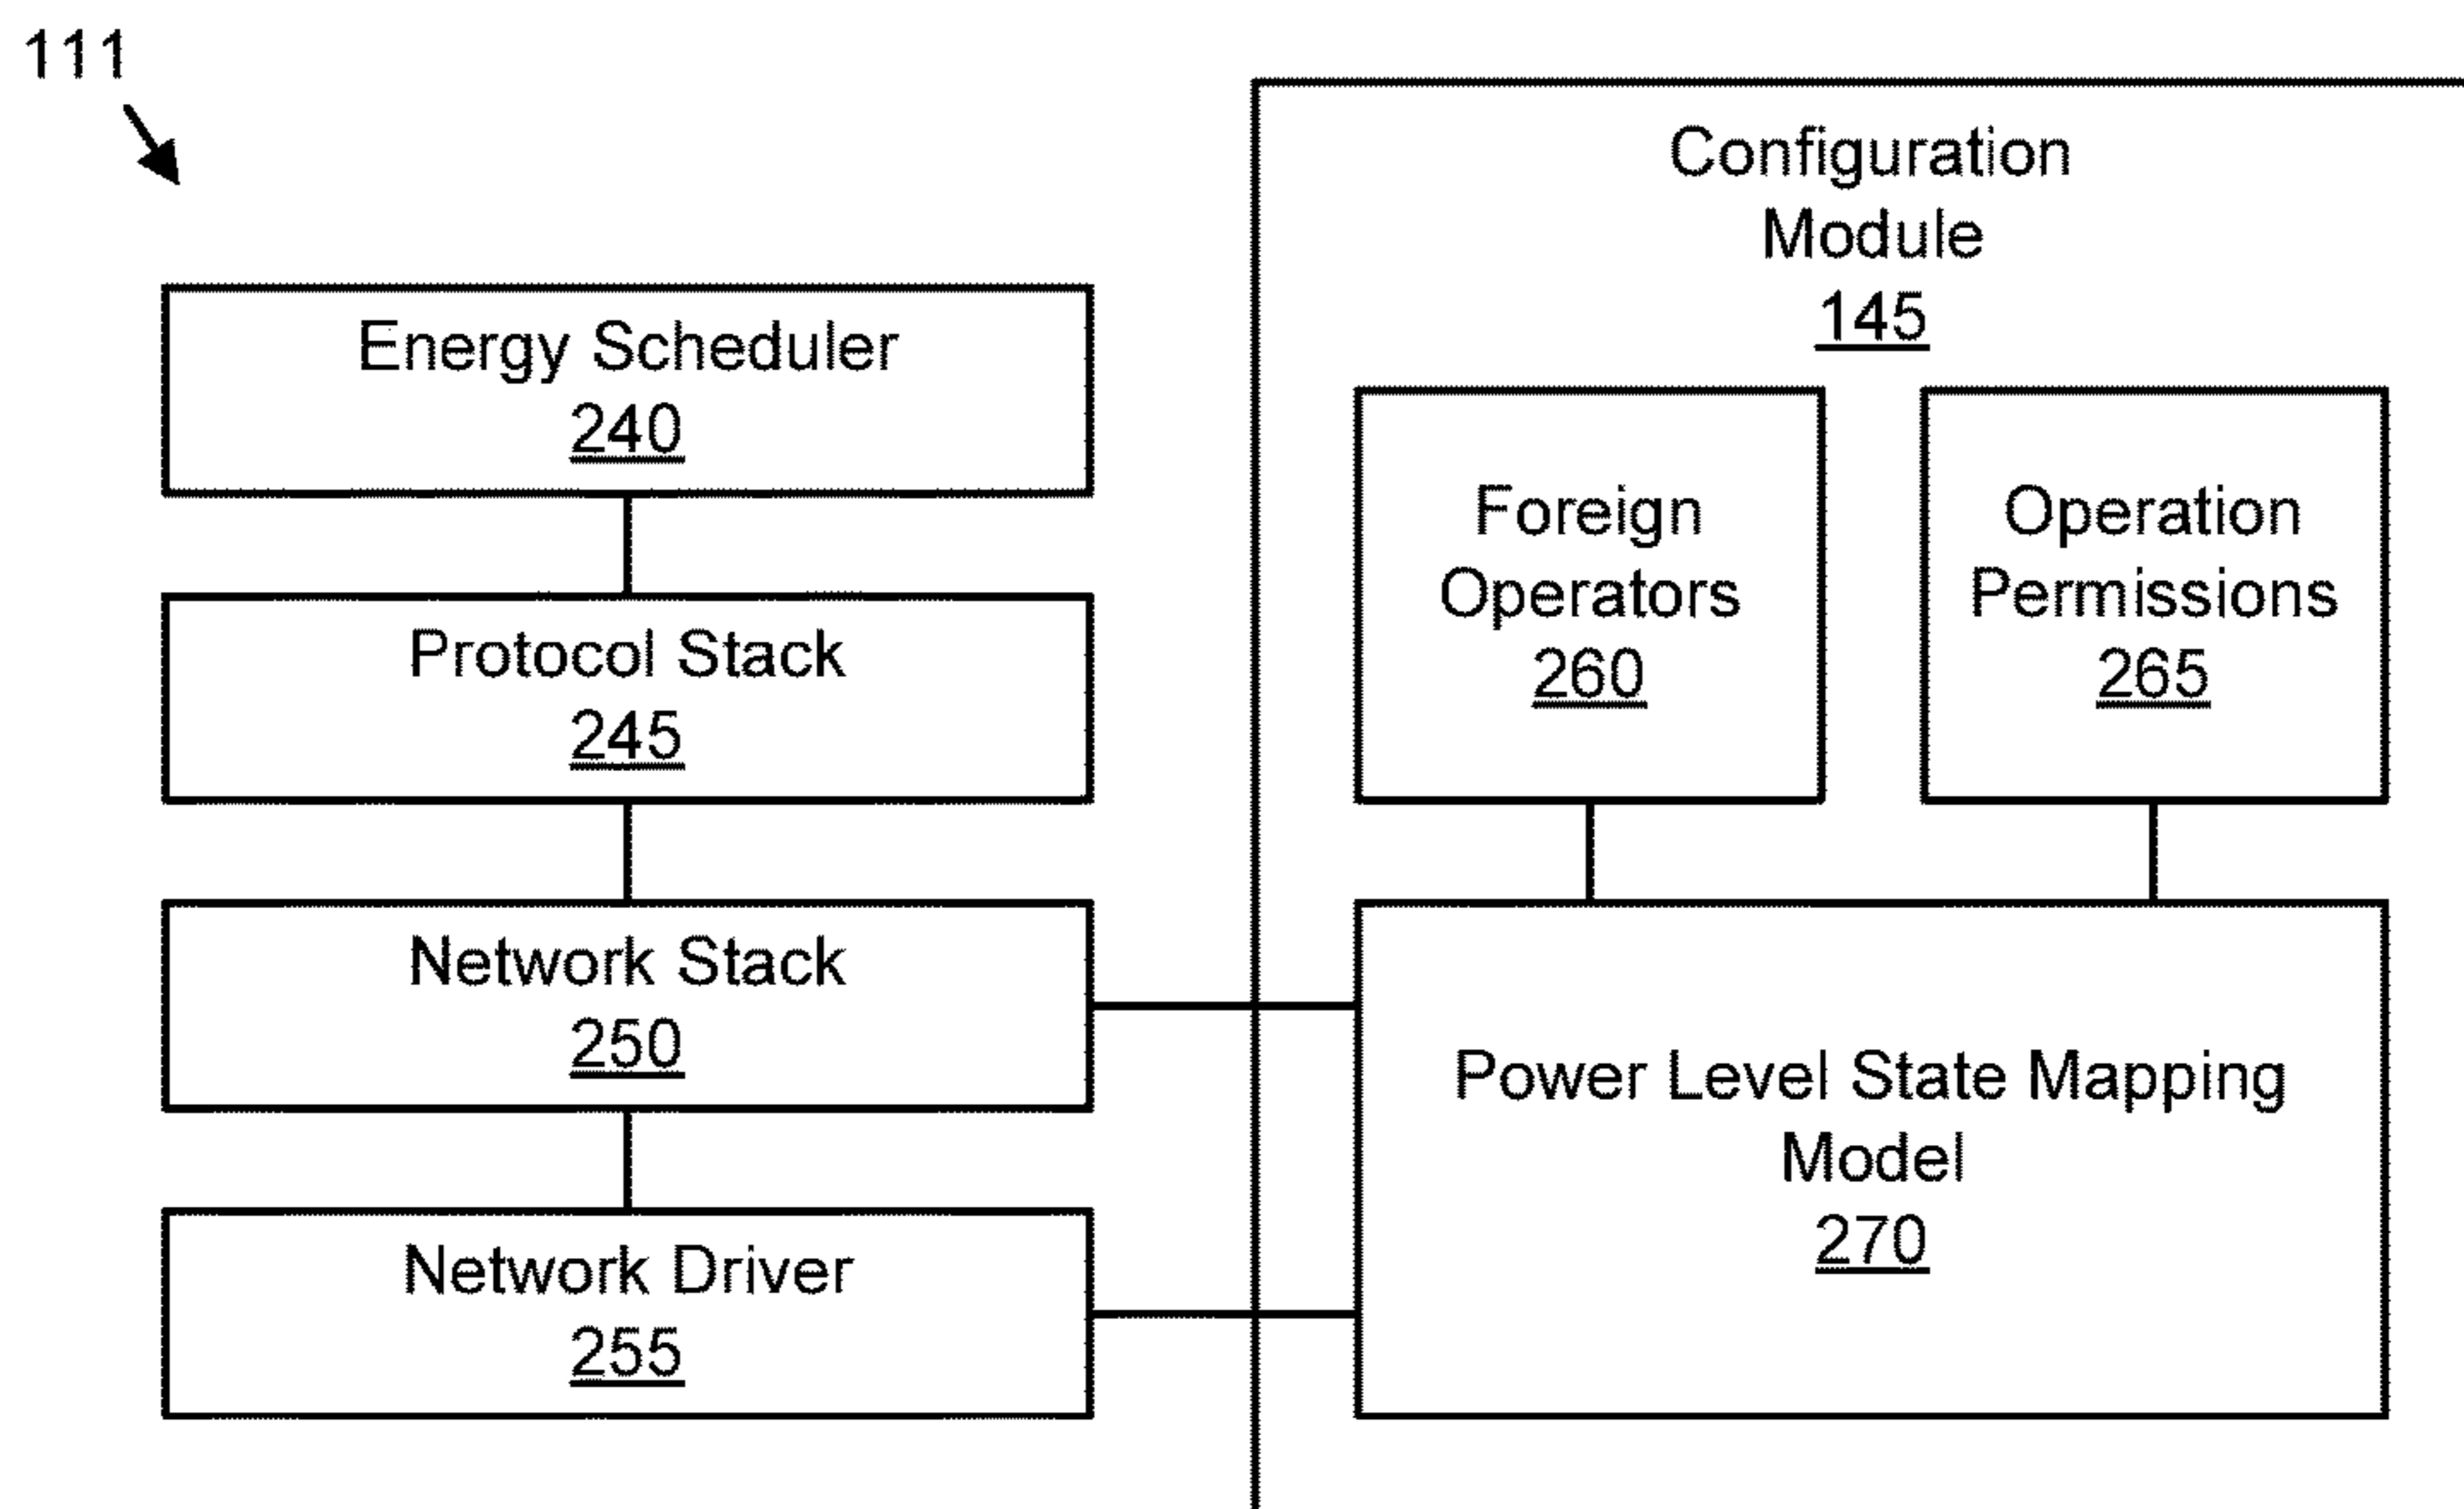 111
Configuration
Module
145
Energy Scheduler
240
Protocol Stack
245
Network Stack
250
Network Driver
255
Foreign
Operators
260
Operation
Permissions
265
Power Level State Mapping
Model
270